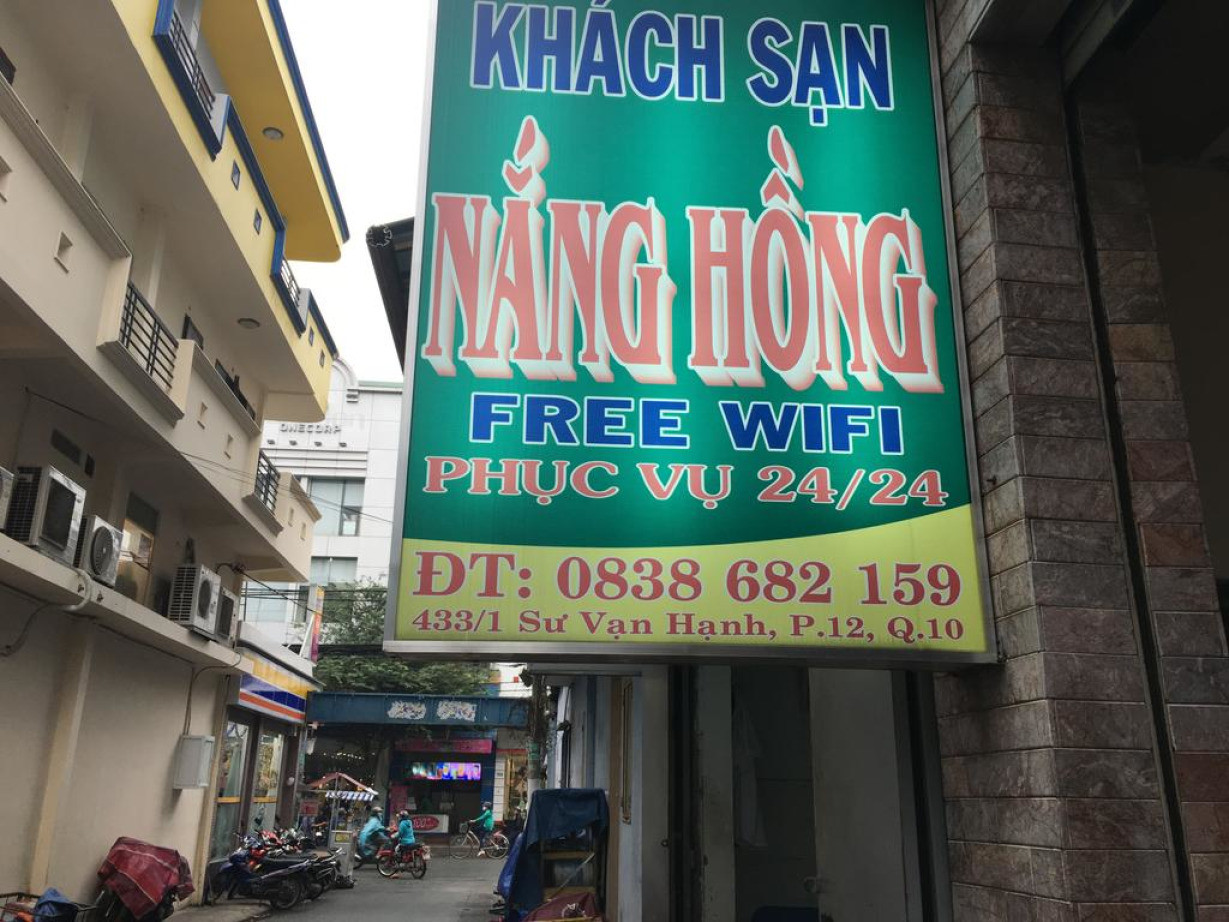 KHÁCH SẠN
NẮNG HỒNG
FREE WIFI
PHỤC VỤ 24/24
ĐT: 0838 682 159
433/1 Sư Vạn Hạnh, P.12, Q.10
ONECORP